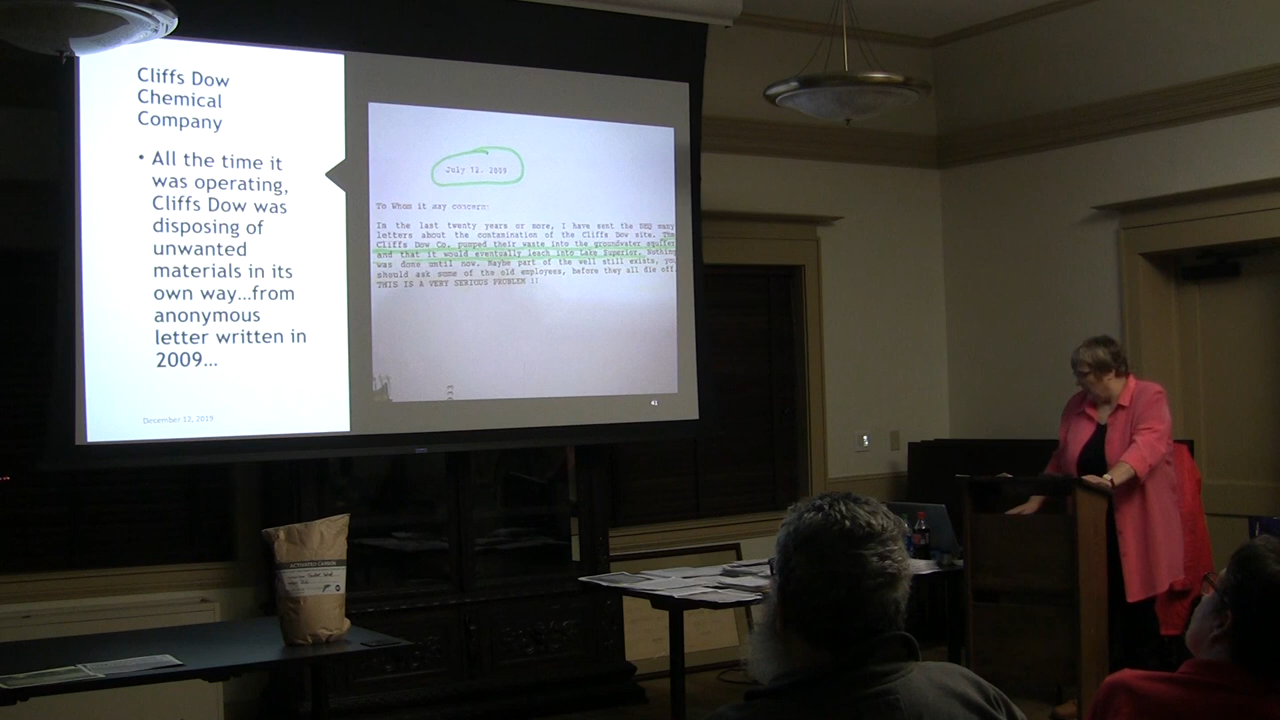 Cliffs Dow
Chemical
Company
• All the time it
was operating,
Cliffs Dow was
disposing of
unwanted
materials in its
own way...from
anonymous
letter written in
2009...
December 12, 2019
July 12. 2009
To Whom it may concern:
In the last twenty years or more, I have sent the DEQ many
letters about the contamination of the Cliffs Dow site. The
Cliffs Dow Co, pumped their waste into the groundwater aquifer
and that it would eventually leach into Lake Superior. Nothing
was done until now. Maybe part of the well still exists, you
should ask some of the old employees, before they all die off.
THIS IS A VERY SERIOUS PROBLEM !!
41
ACTIVATED CARBON